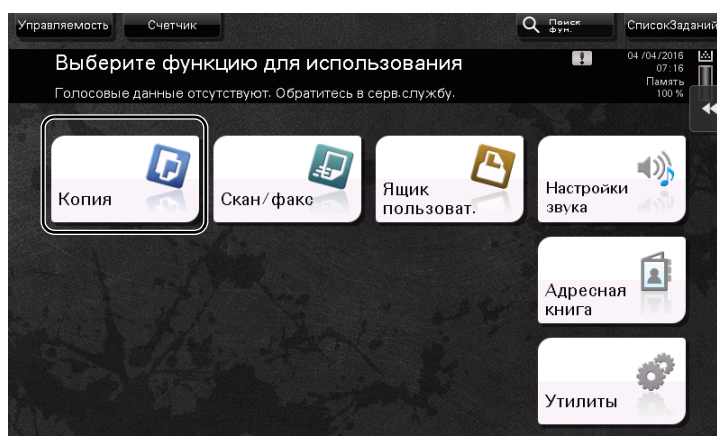 Управляемость
Счетчик
Поиск
фун.
СписокЗаданий
Выберите функцию для использования
04/04/2016
07:16
Память
100 %
Голосовые данные отсутствуют. Обратитесь в серв.службу.
Копия
Скан/факс
Ящик
пользоват.
Настройки
звука
Адресная
книга
Утилиты